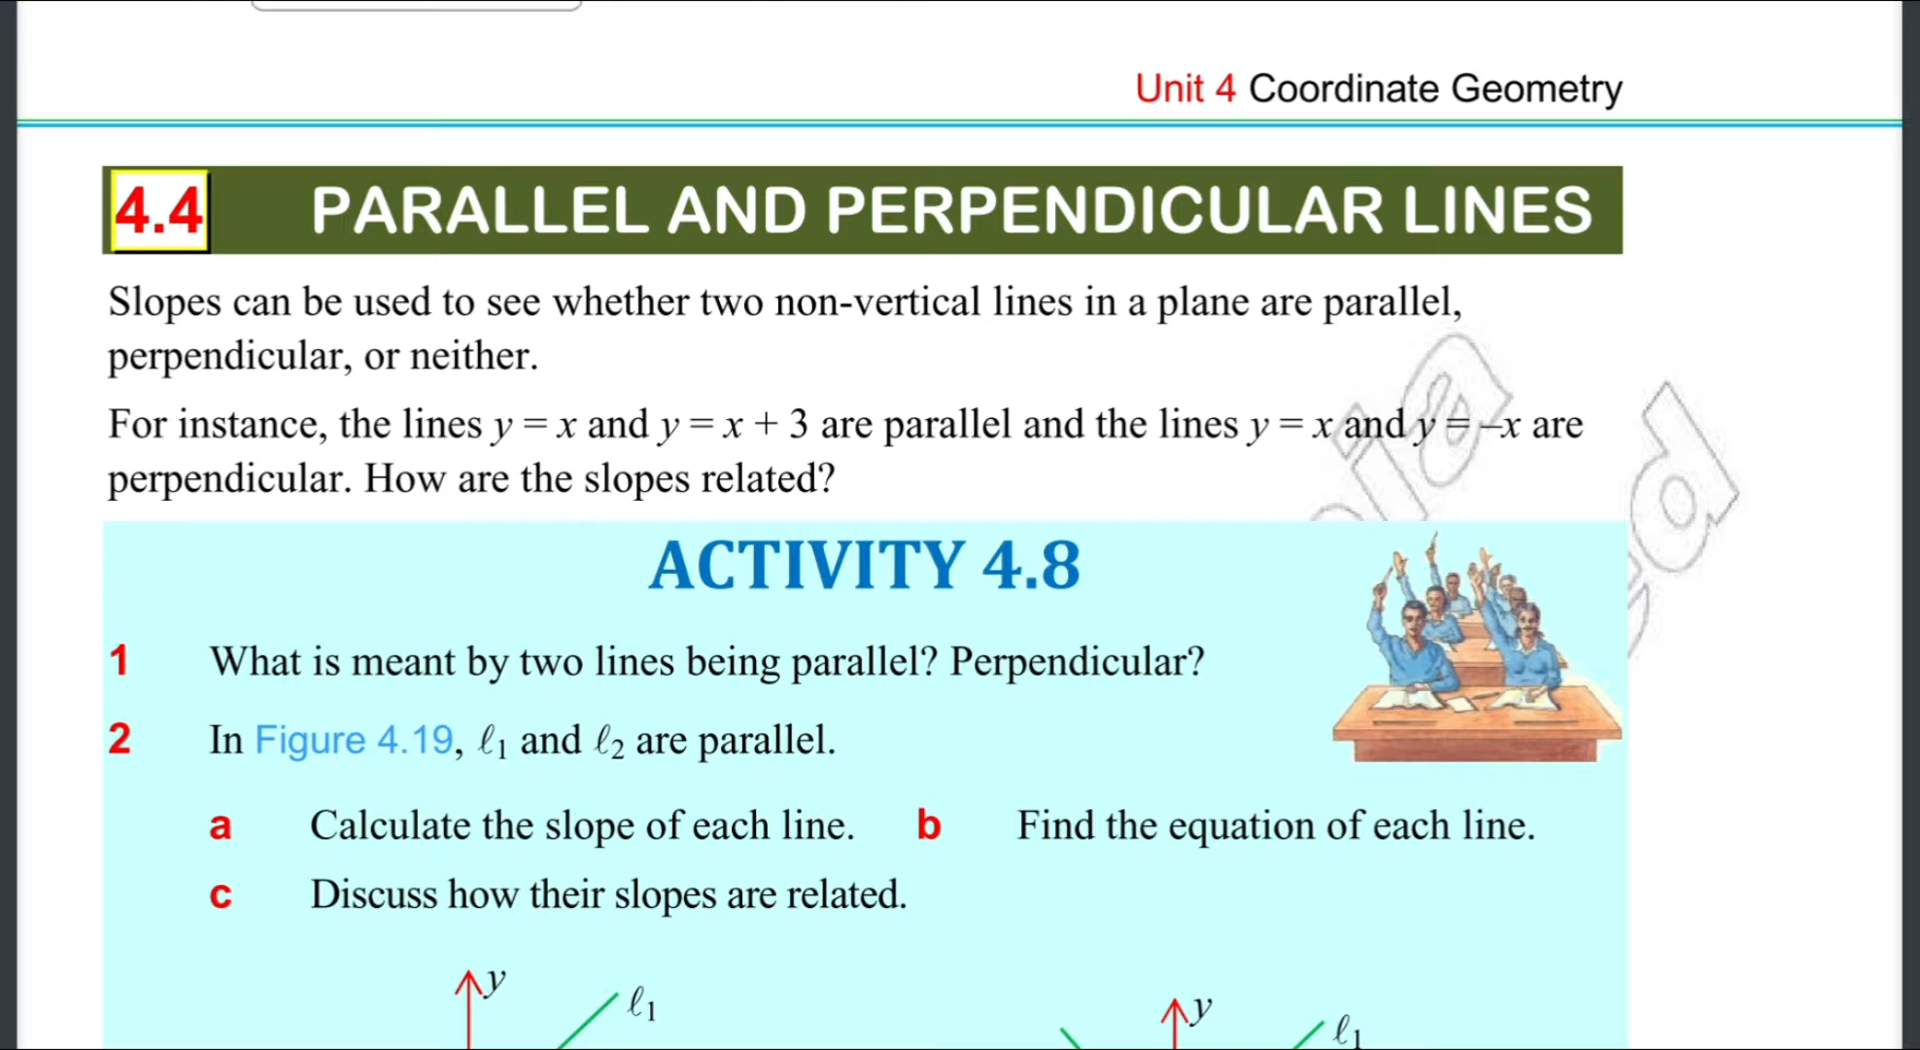 Unit 4 Coordinate Geometry
4.4 PARALLEL AND PERPENDICULAR LINES
Slopes can be used to see whether two non-vertical lines in a plane are parallel,
perpendicular, or neither.
For instance, the lines y = x and y = x + 3 are parallel and the lines y = x and y = –x are
perpendicular. How are the slopes related?
ACTIVITY 4.8
1 What is meant by two lines being parallel? Perpendicular?
2 In Figure 4.19, ℓ₁ and ℓ₂ are parallel.
a Calculate the slope of each line. b Find the equation of each line.
c Discuss how their slopes are related.
y ℓ₁ y ℓ₁